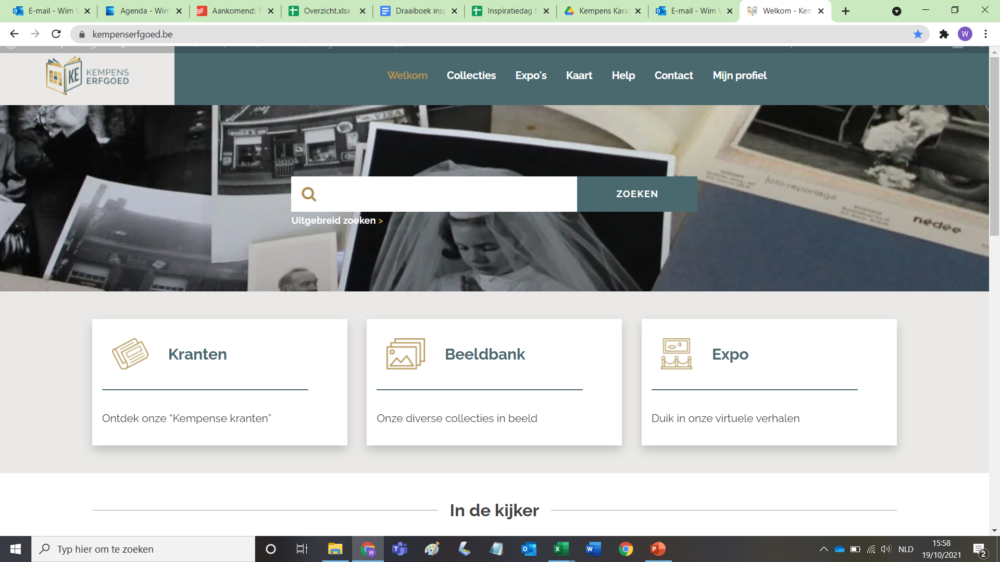 E-mail - Wim V
Agenda - Wim
Aankomend: T
Overzicht.xlsx
Draaiboek insp
Inspiratiedag E
Kempens Kara
E-mail - Wim V
Welkom - Kem
kempenserfgoed.be
W
KE
KEMPENS
ERFGOED
Welkom
Collecties
Expo's
Kaart
Help
Contact
Mijn profiel
VISA
foto-reportage
nédée
ZOEKEN
Uitgebreid zoeken >
Kranten
Beeldbank
Expo
Ontdek onze “Kempense kranten”
Onze diverse collecties in beeld
Duik in onze virtuele verhalen
In de kijker
Typ hier om te zoeken
NLD
15:58
19/10/2021
2